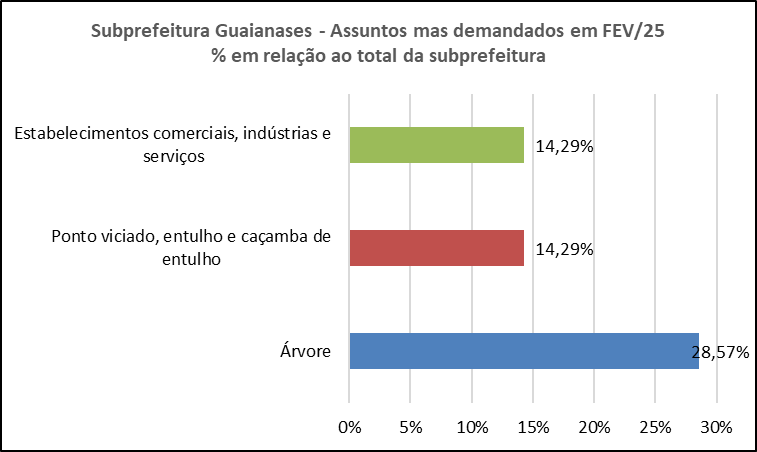 Subprefeitura Guaianases - Assuntos mas demandados em FEV/25
% em relação ao total da subprefeitura
Estabelecimentos comerciais, indústrias e
serviços
14,29%
Ponto viciado, entulho e caçamba de
entulho
14,29%
Árvore
28,57%
0% 5% 10% 15% 20% 25% 30%